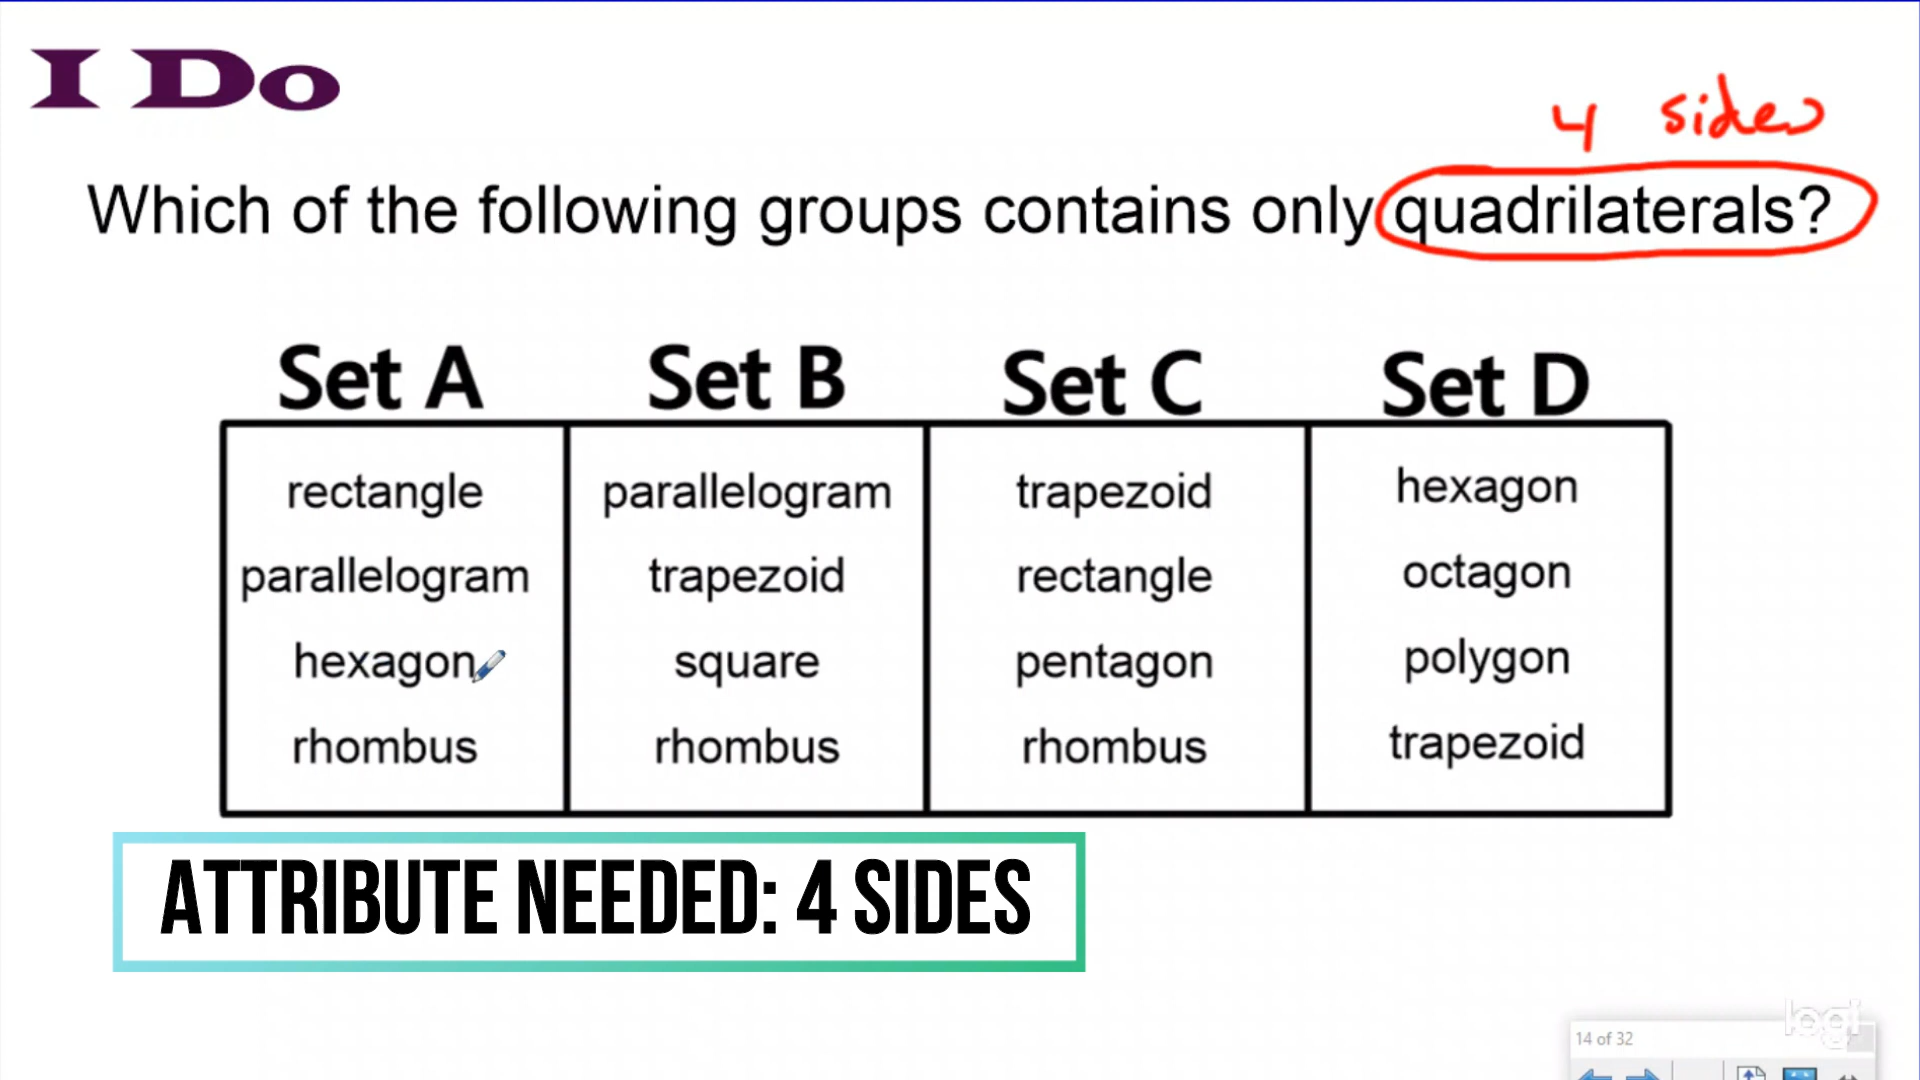 I Do
4 sides
Which of the following groups contains only quadrilaterals?
Set A Set B Set C Set D
rectangle parallelogram trapezoid hexagon
parallelogram trapezoid rectangle octagon
hexagon square pentagon polygon
rhombus rhombus rhombus trapezoid
ATTRIBUTE NEEDED: 4 SIDES
logi
14 of 32